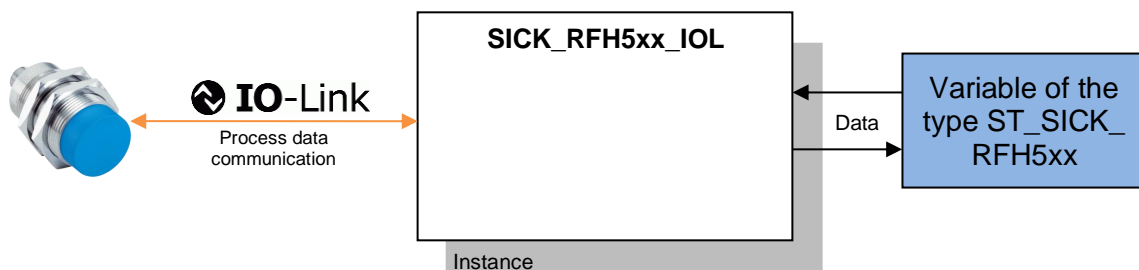 SICK_RFH5xx_IOL
IO-Link
Process data
communication
Data
Variable of the
type ST_SICK_
RFH5xx
Instance